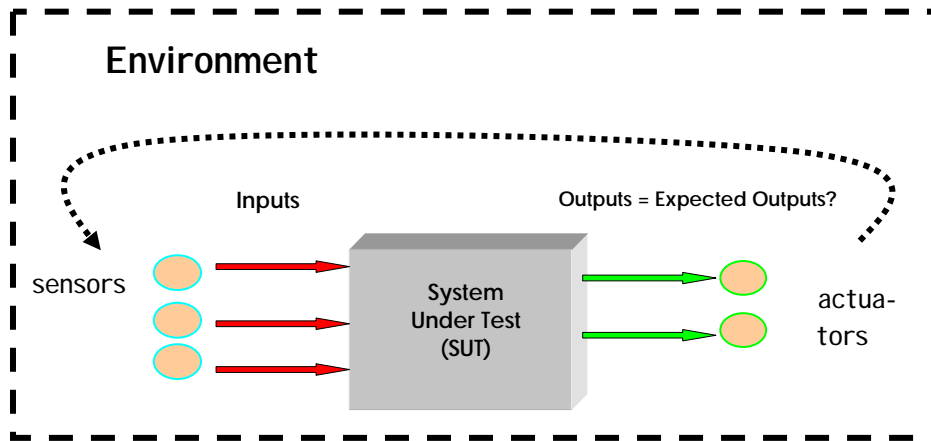 Environment
Inputs
Outputs = Expected Outputs?
sensors
System
Under Test
(SUT)
actua-
tors